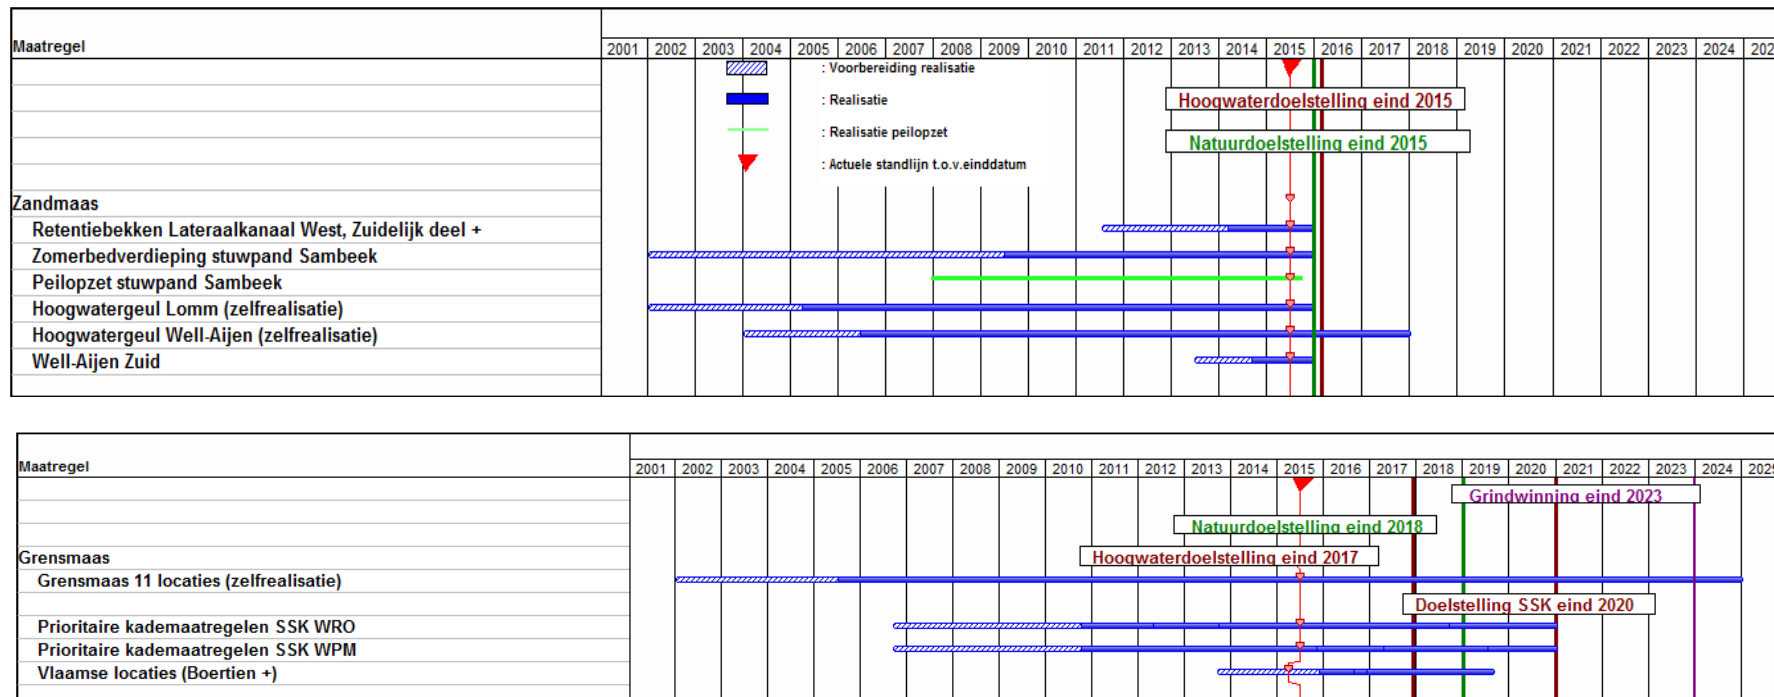 Maatregel
2001 2002 2003 2004 2005 2006 2007 2008 2009 2010 2011 2012 2013 2014 2015 2016 2017 2018 2019 2020 2021 2022 2023 2024 202
: Voorbereiding realisatie
: Realisatie
Hoogwaterdoelstelling eind 2015
: Realisatie peilopzet
Natuurdoelstelling eind 2015
: Actuele standlijn t.o.v.einddatum
Zandmaas
Retentiebekken Lateraalkanaal West, Zuidelijk deel +
Zomerbedverdieping stuwpand Sambeek
Peilopzet stuwpand Sambeek
Hoogwatergeul Lomm (zelfrealisatie)
Hoogwatergeul Well-Aijen (zelfrealisatie)
Well-Aijen Zuid
Maatregel
2001 2002 2003 2004 2005 2006 2007 2008 2009 2010 2011 2012 2013 2014 2015 2016 2017 2018 2019 2020 2021 2022 2023 2024 2025
Grindwinning eind 2023
Natuurdoelstelling eind 2018
Grensmaas
Hoogwaterdoelstelling eind 2017
Grensmaas 11 locaties (zelfrealisatie)
Doelstelling SSK eind 2020
Prioritaire kademaatregelen SSK WRO
Prioritaire kademaatregelen SSK WPM
Vlaamse locaties (Boertien +)